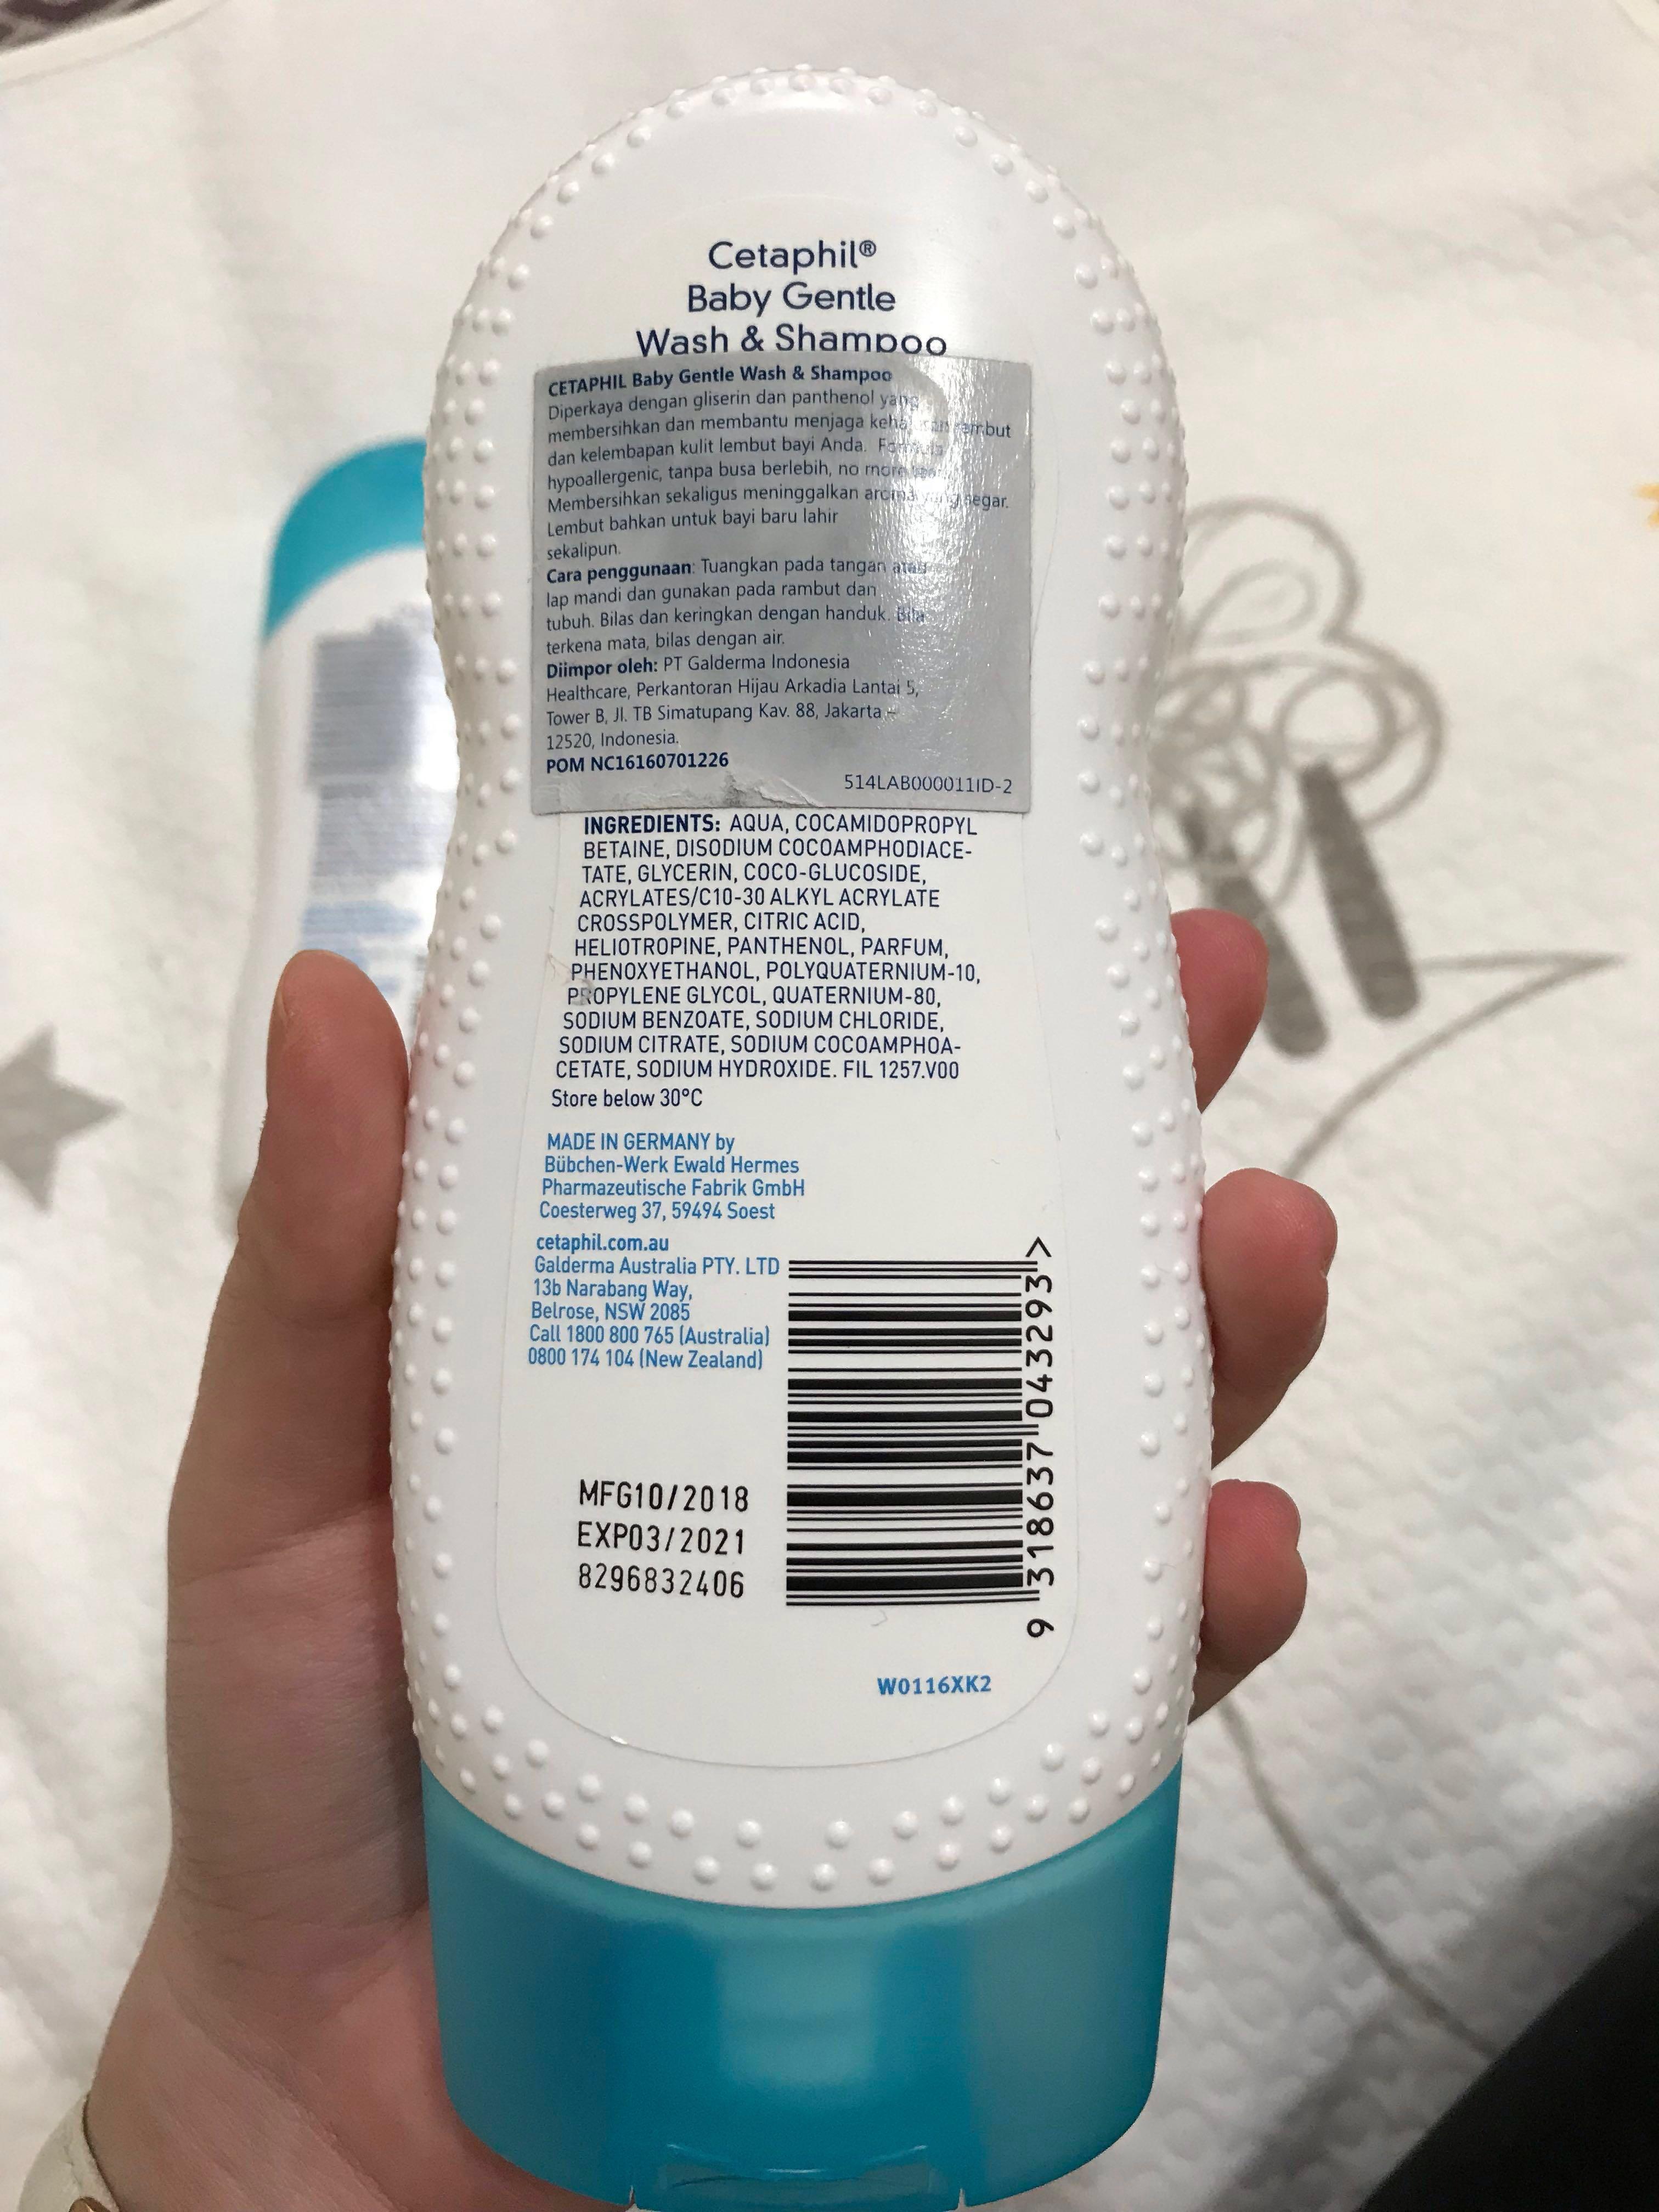 Cetaphil®
Baby Gentle
Wash & Shampoo
CETAPHIL Baby Gentle Wash & Shampoo
Diperkaya dengan gliserin dan panthenol yang
membersihkan dan membantu menjaga rambut
dan kelembapan kulit lembut bayi Anda. Formula
hypoallergenic, tanpa busa berlebih, no more
Membersihkan sekaligus meninggalkan aroma yang segar.
Lembut bahkan untuk bayi baru lahir
sekalipun.
Cara penggunaan: Tuangkan pada tangan atau
lap mandi dan gunakan pada rambut dan
tubuh. Bilas dan keringkan dengan handuk. Bila
terkena mata, bilas dengan air.
Diimpor oleh: PT Galderma Indonesia
Healthcare, Perkantoran Hijau Arkadia Lantai 5,
Tower B, Jl. TB Simatupang Kav. 88, Jakarta –
12520, Indonesia.
POM NC16160701226
514LAB000011ID-2
INGREDIENTS: AQUA, COCAMIDOPROPYL
BETAINE, DISODIUM COCOAMPHODIACE-
TATE, GLYCERIN, COCO-GLUCOSIDE,
ACRYLATES/C10-30 ALKYL ACRYLATE
CROSSPOLYMER, CITRIC ACID,
HELIOTROPINE, PANTHENOL, PARFUM,
PHENOXYETHANOL, POLYQUATERNIUM-10,
PROPYLENE GLYCOL, QUATERNIUM-80,
SODIUM BENZOATE, SODIUM CHLORIDE,
SODIUM CITRATE, SODIUM COCOAMPHOA-
CETATE, SODIUM HYDROXIDE. FIL 1257.V00
Store below 30°C
MADE IN GERMANY by
Bübchen-Werk Ewald Hermes
Pharmazeutische Fabrik GmbH
Coesterweg 37, 59494 Soest
cetaphil.com.au
Galderma Australia PTY. LTD
13b Narabang Way,
Belrose, NSW 2085
Call 1800 800 765 (Australia)
0800 174 104 (New Zealand)
9 318637 043293 >
MFG10/2018
EXP03/2021
8296832406
W0116XK2